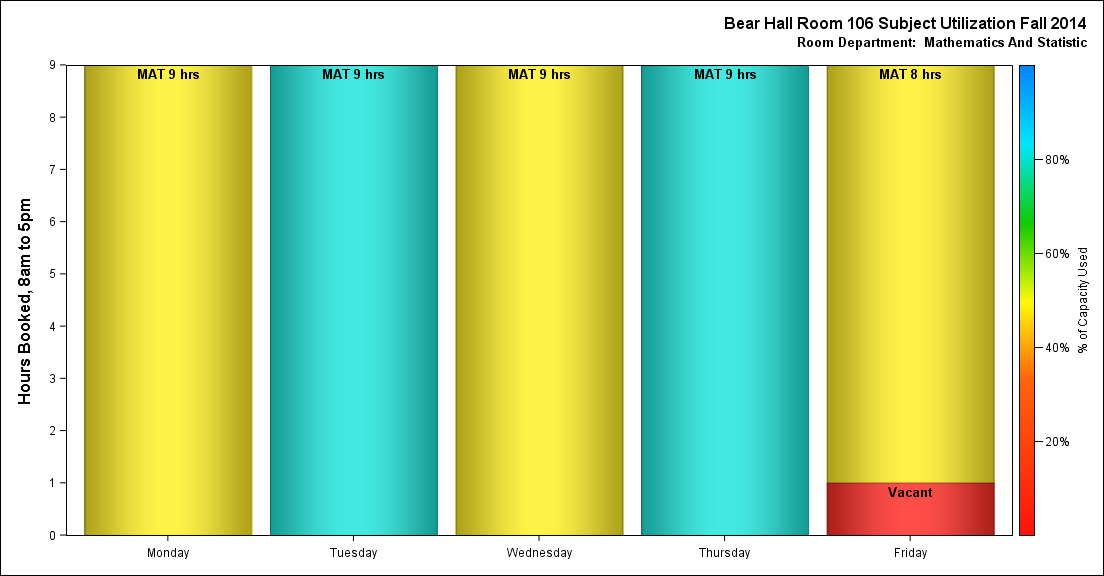 Bear Hall Room 106 Subject Utilization Fall 2014
Room Department:  Mathematics And Statistic
Hours Booked, 8am to 5pm
9
8
7
6
5
4
3
2
1
0
MAT 9 hrs
MAT 9 hrs
MAT 9 hrs
MAT 9 hrs
MAT 8 hrs
Vacant
Monday
Tuesday
Wednesday
Thursday
Friday
80%
60%
40%
20%
% of Capacity Used